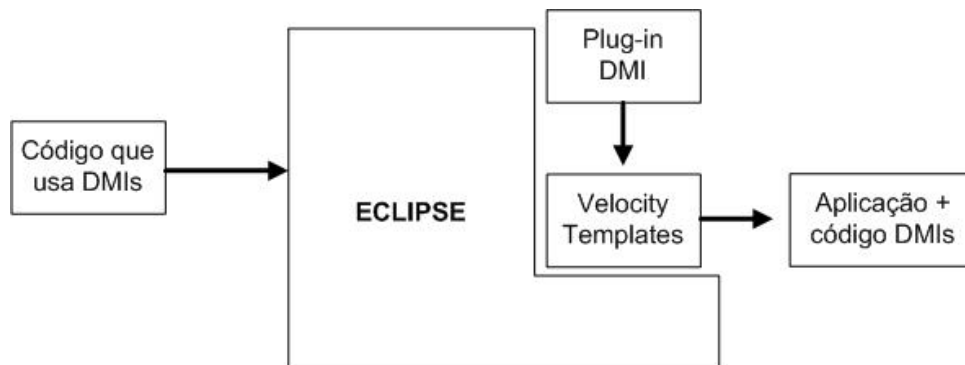 Código que
usa DMIs
ECLIPSE
Plug-in
DMI
Velocity
Templates
Aplicação +
código DMIs